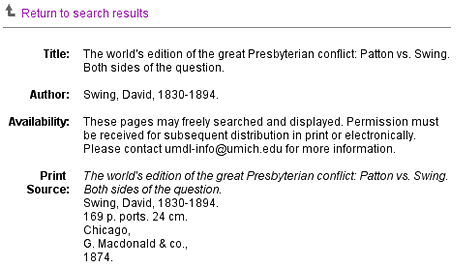 Return to search results
Title: The world's edition of the great Presbyterian conflict: Patton vs. Swing.
Both sides of the question.
Author: Swing, David, 1830-1894.
Availability: These pages may freely searched and displayed. Permission must
be received for subsequent distribution in print or electronically.
Please contact umdl-info@umich.edu for more information.
Print The world's edition of the great Presbyterian conflict: Patton vs. Swing.
Source: Both sides of the question.
Swing, David, 1830-1894.
169 p. ports. 24 cm.
Chicago,
G. Macdonald & co.,
1874.